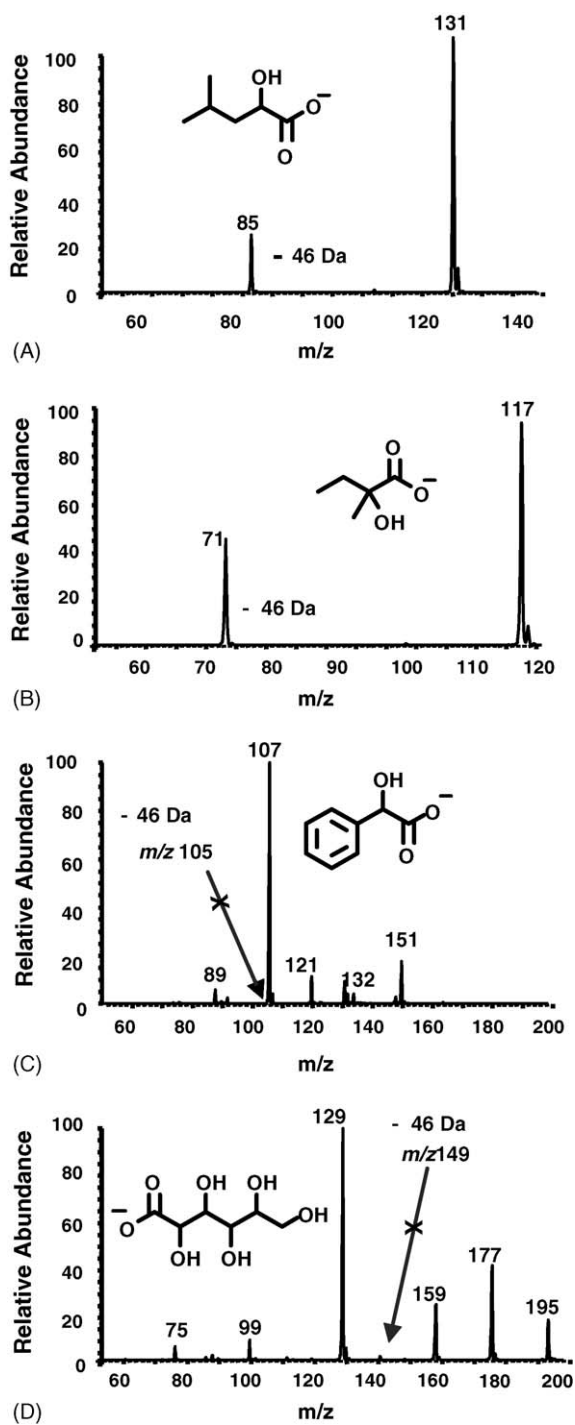 131
100
80
60
40
20
0
Relative Abundance
OH
O
−
O
85
- 46 Da
60
80
100
120
140
m/z
(A)
117
100
80
60
40
20
0
Relative Abundance
O
O
−
OH
71
- 46 Da
60
70
80
90
100
110
120
m/z
(B)
107
100
80
60
40
20
0
Relative Abundance
- 46 Da
m/z 105
OH
O
−
O
89
121
132
151
60
80
100
120
140
160
180
200
m/z
(C)
129
100
80
60
40
20
0
Relative Abundance
- 46 Da
m/z149
−
O
O
OH
OH
OH
OH
OH
75
99
159
177
195
60
80
100
120
140
160
180
200
m/z
(D)